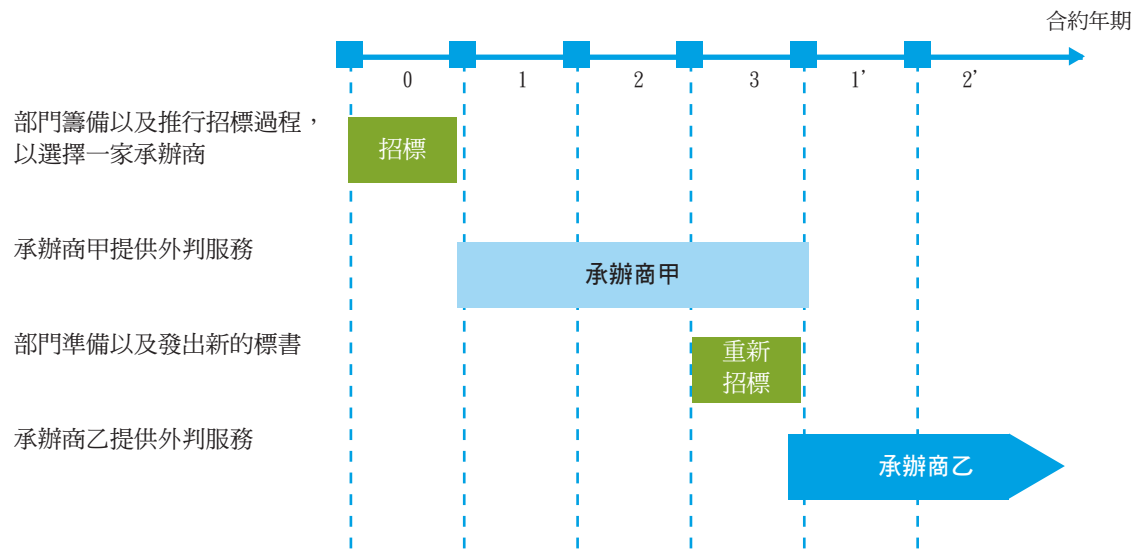 合約年期
0 1 2 3 1’ 2’
部門籌備以及推行招標過程，
以選擇一家承辦商
招標
承辦商甲提供外判服務
承辦商甲
部門準備以及發出新的標書
重新
招標
承辦商乙提供外判服務
承辦商乙